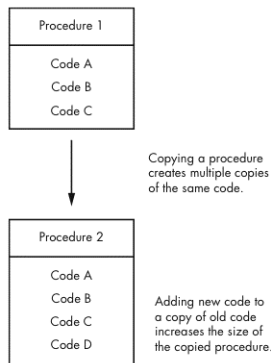 Procedure 1
Code A
Code B
Code C
Copying a procedure
creates multiple copies
of the same code.
Procedure 2
Code A
Code B
Code C
Code D
Adding new code to
a copy of old code
increases the size of
the copied procedure.